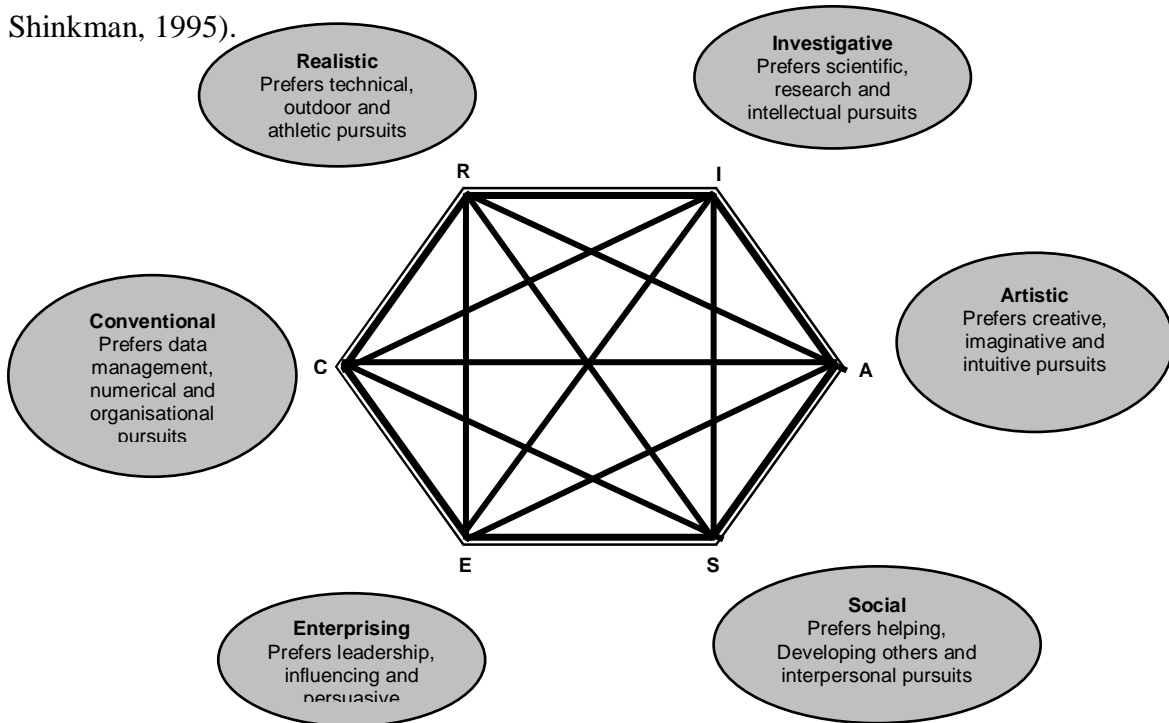 Shinkman, 1995).
Realistic
Prefers technical,
outdoor and
athletic pursuits
Investigative
Prefers scientific,
research and
intellectual pursuits
R
I
Conventional
Prefers data
management,
numerical and
organisational
pursuits
C
A
Artistic
Prefers creative,
imaginative and
intuitive pursuits
E
S
Enterprising
Prefers leadership,
influencing and
persuasive
Social
Prefers helping,
Developing others and
interpersonal pursuits